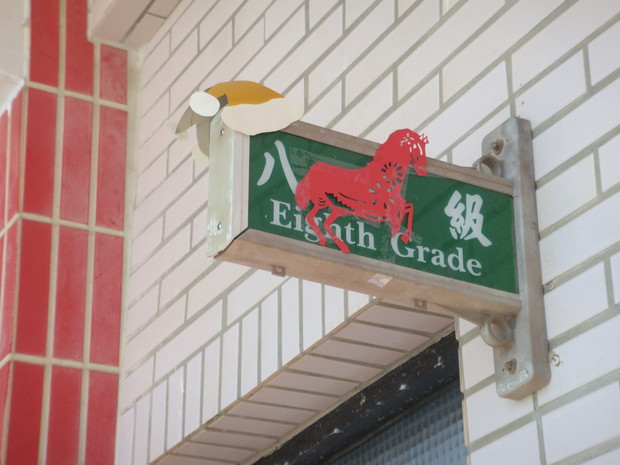 八 級
Eighth Grade